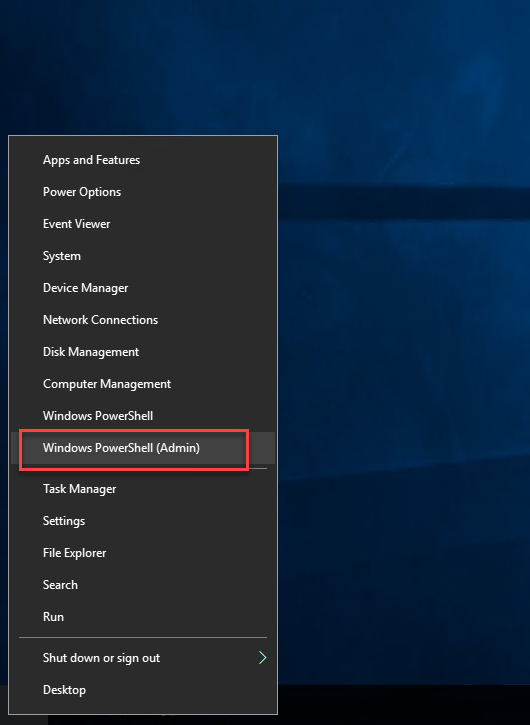 Apps and Features
Power Options
Event Viewer
System
Device Manager
Network Connections
Disk Management
Computer Management
Windows PowerShell
Windows PowerShell (Admin)
Task Manager
Settings
File Explorer
Search
Run
Shut down or sign out
Desktop